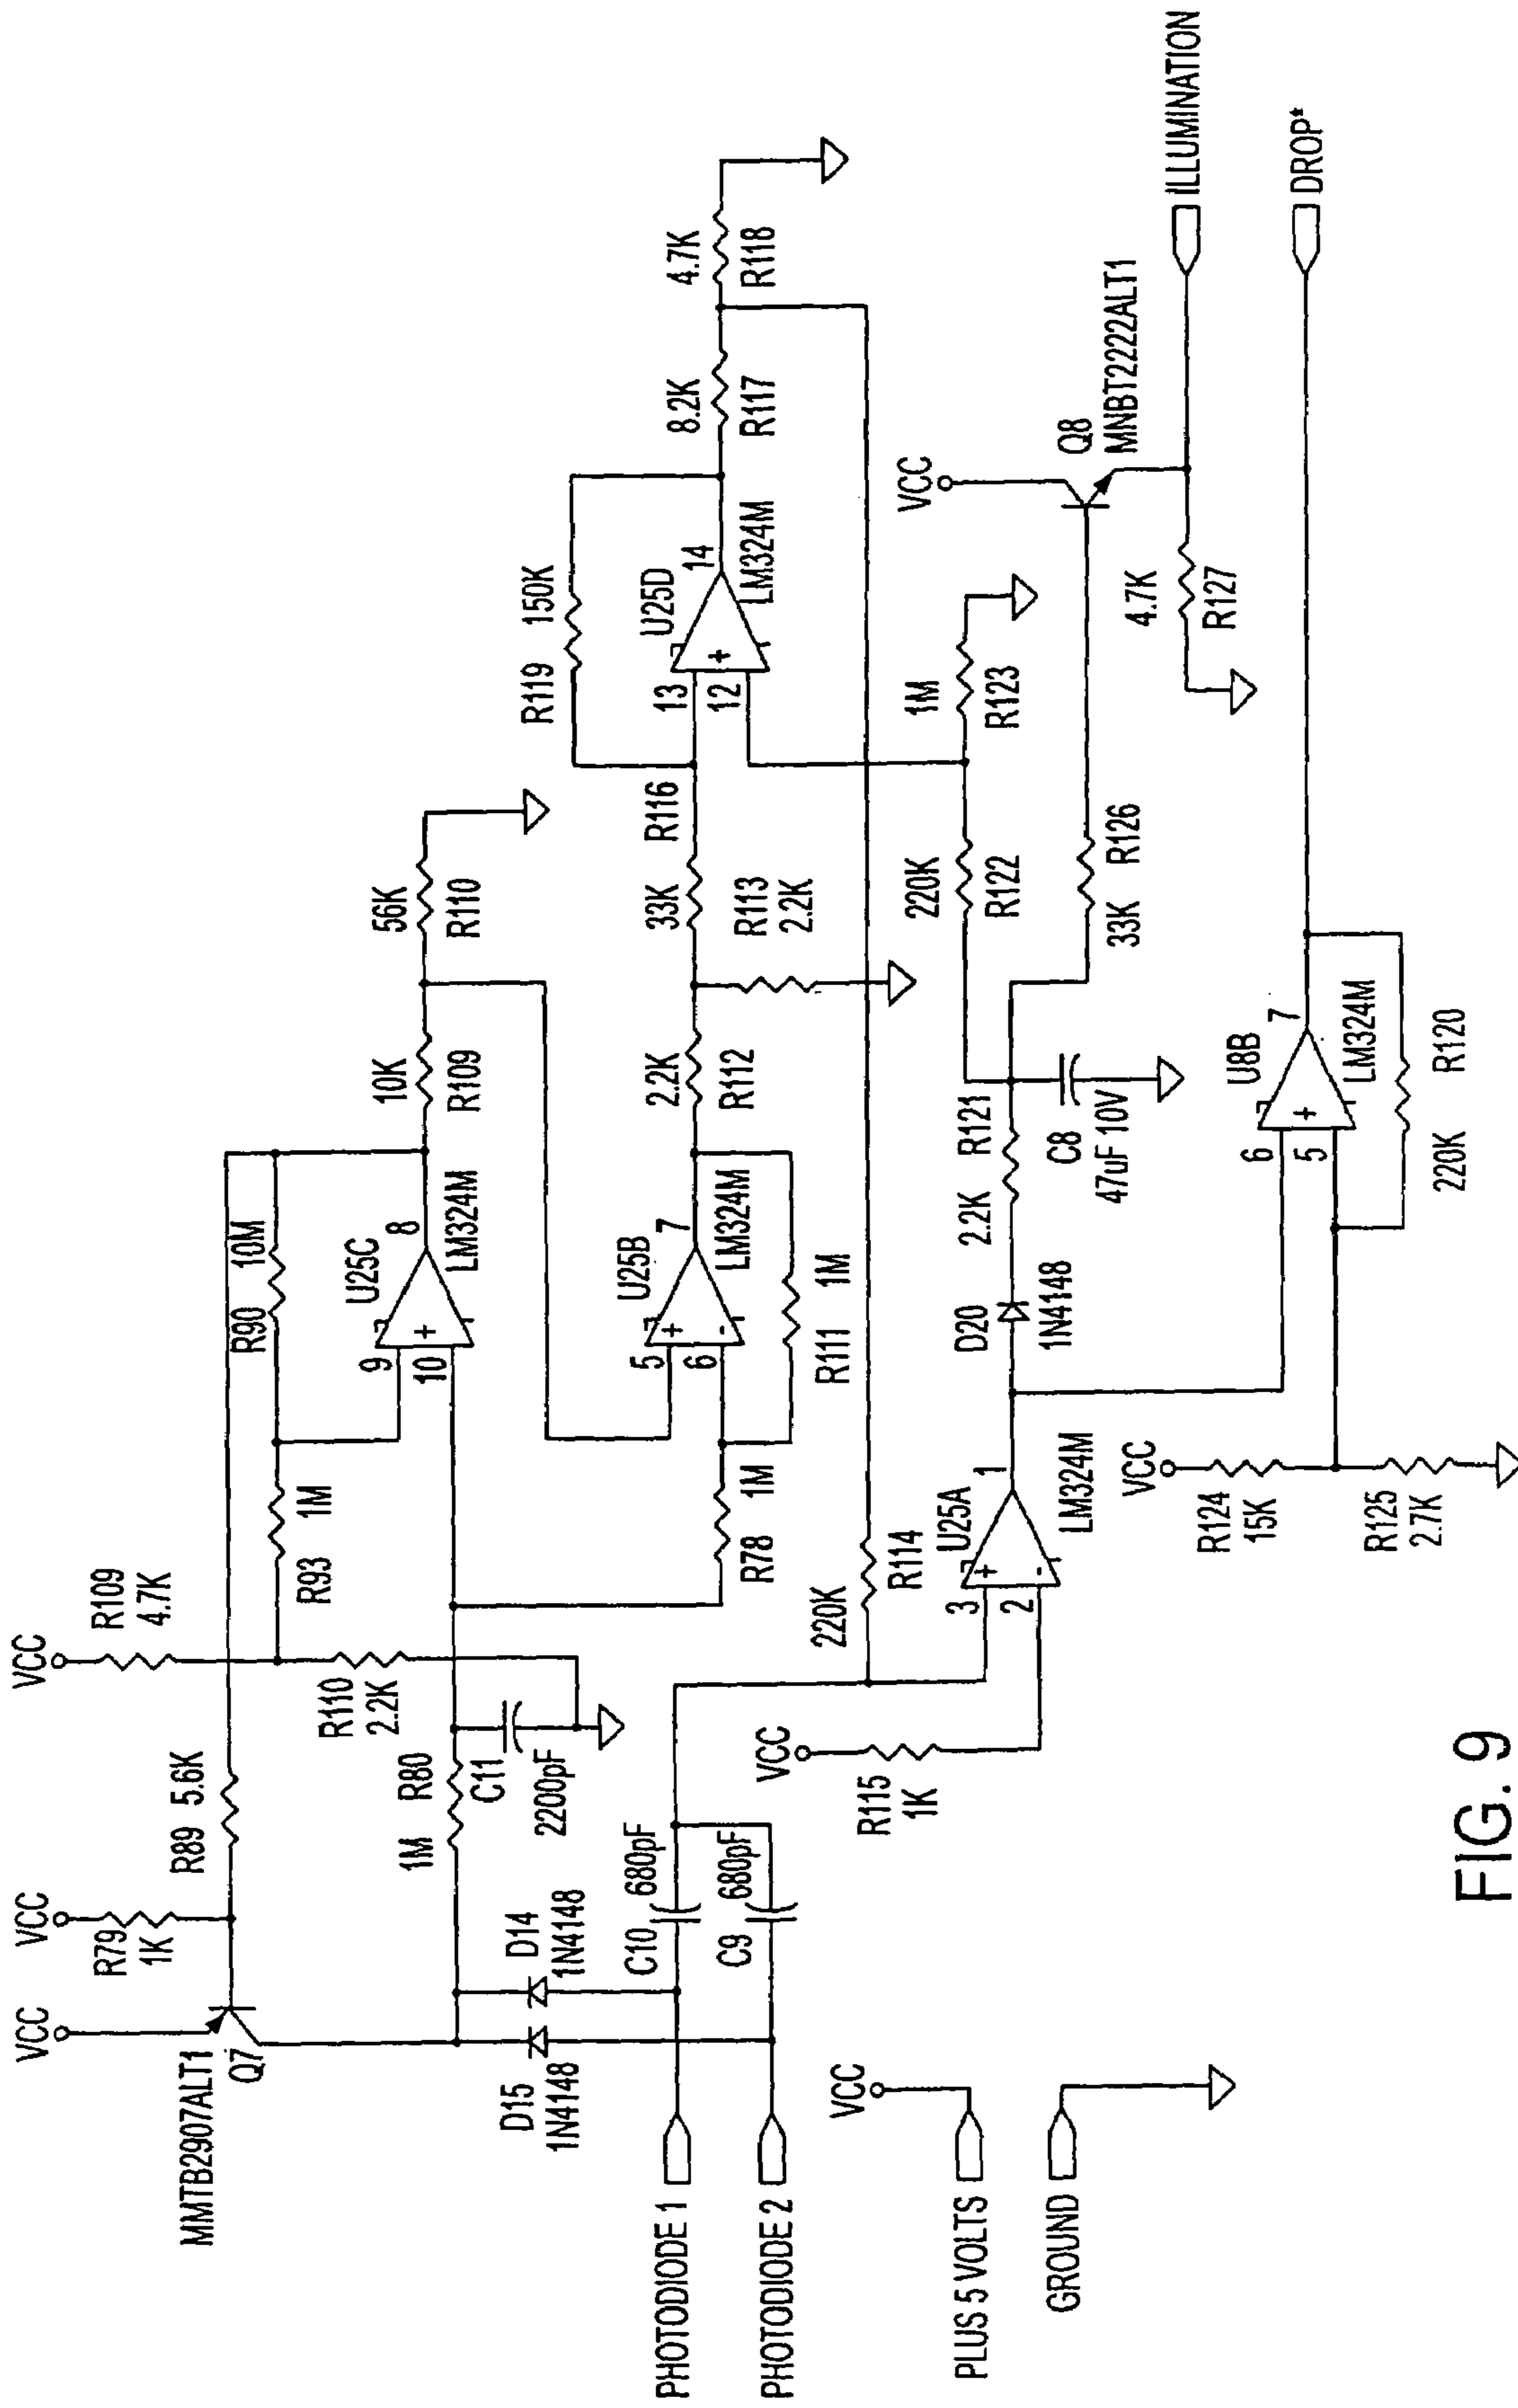 VCC
VCC
VCC
MMTB2907ALT1
Q7
R79
1K
R89 5.6K
R109
4.7K
R93
1M
R90
10M
R110
2.2K
1M
R80
C11
2200pF
9
10
8
U25C
LM324M
10K
R109
56K
R110
D15
1N4148
D14
1N4148
R78
1M
5
6
7
U25B
LM324M
R111
1M
2.2K
R112
33K
R116
R113
2.2K
R119
150K
13
12
14
U25D
LM324M
8.2K
R117
4.7K
R118
PHOTODIODE 1
PHOTODIODE 2
C10
680pF
C9
680pF
220K
R114
VCC
R115
1K
3
2
1
U25A
LM324M
D20
1N4148
2.2K
R121
C8
47uF 10V
220K
R122
1M
R123
33K
R126
VCC
Q8
MNBT2222ALT1
4.7K
R127
ILLUMINATION
VCC
PLUS 5 VOLTS
GROUND
VCC
R124
15K
R125
2.7K
6
5
7
U8B
LM324M
220K
R120
DROP*
FIG. 9